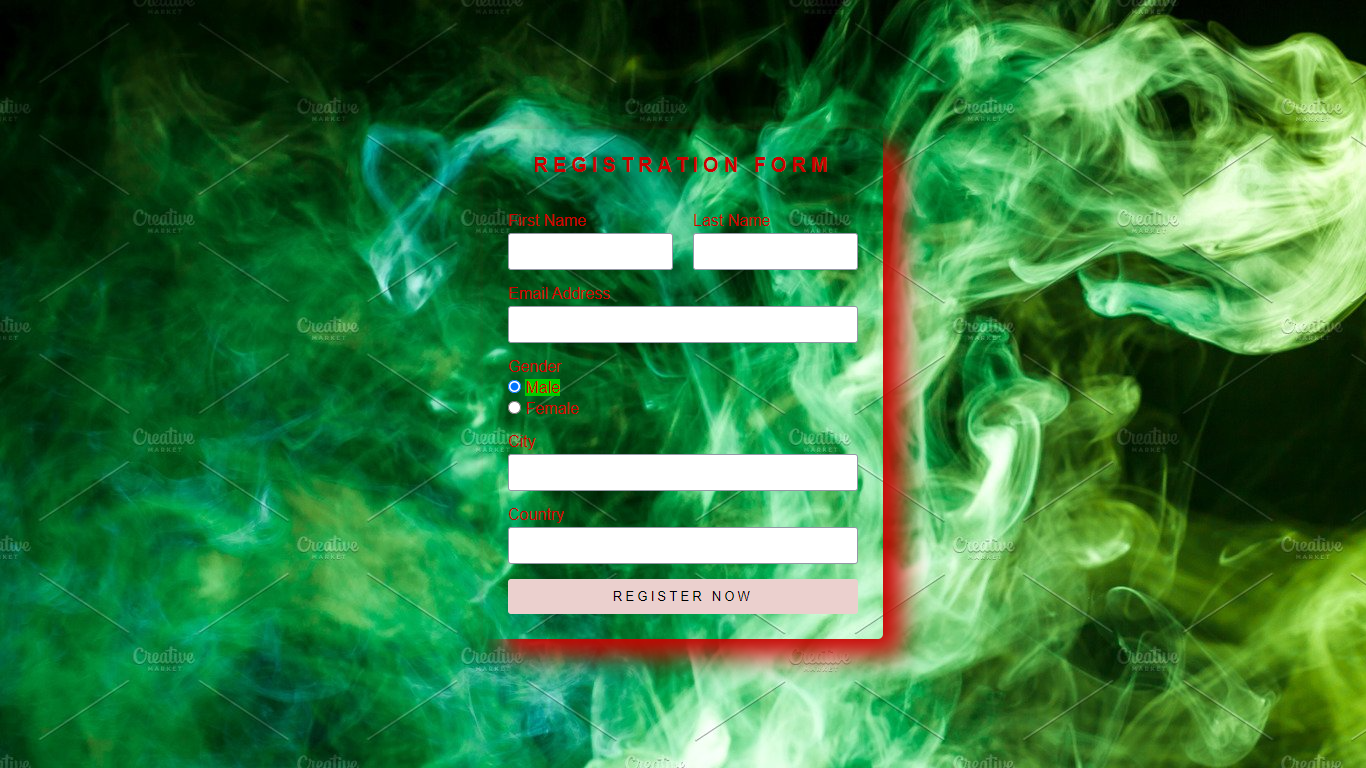 REGISTRATION FORM
First Name Last Name
Email Address
Gender
Male
Female
City
Country
REGISTER NOW
Creative MARKET